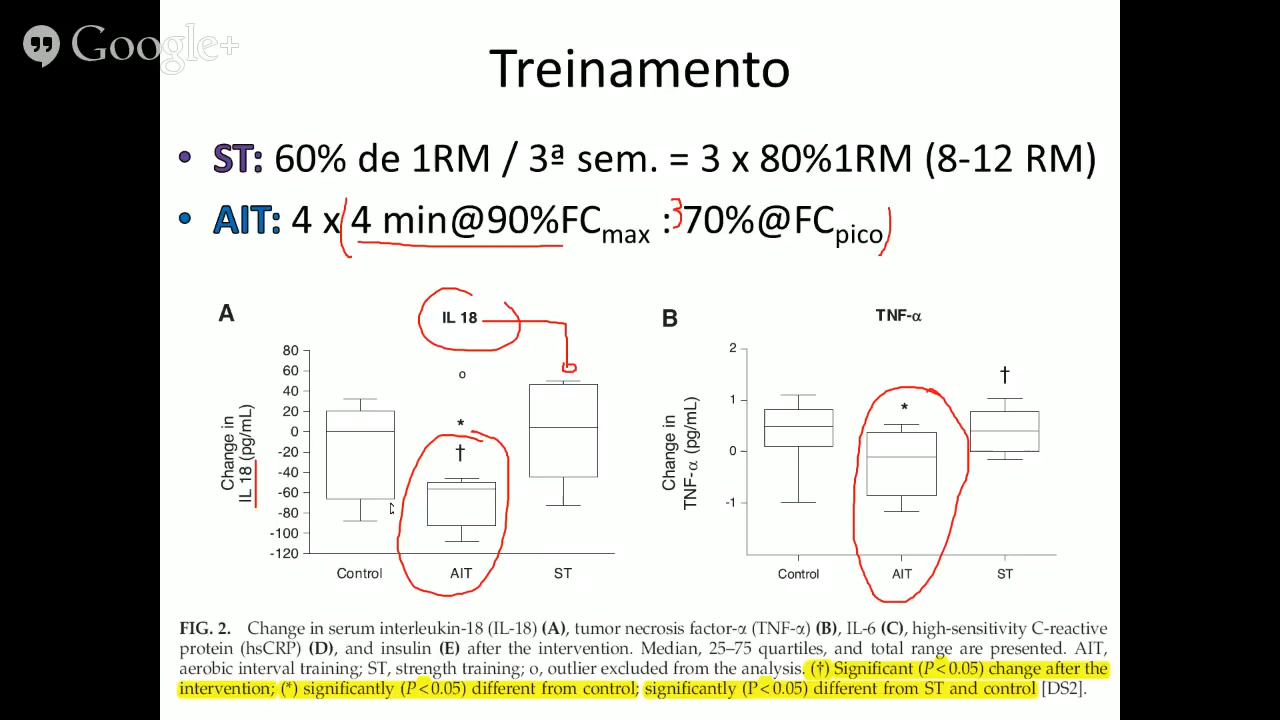 Google+
Treinamento
• ST: 60% de 1RM / 3ª sem. = 3 x 80%1RM (8-12 RM)
• AIT: 4 x (4 min@90%FCmax : 3 70%@FCpico)
A
IL 18
80
60
40
20
0
-20
-40
-60
-80
-100
-120
Change in
IL 18 (pg/mL)
o
*
†
Control
AIT
ST
B
TNF-α
2
1
0
-1
Change in
TNF-α (pg/mL)
*
†
Control
AIT
ST
FIG. 2. Change in serum interleukin-18 (IL-18) (A), tumor necrosis factor-α (TNF-α) (B), IL-6 (C), high-sensitivity C-reactive
protein (hsCRP) (D), and insulin (E) after the intervention. Median, 25–75 quartiles, and total range are presented. AIT,
aerobic interval training; ST, strength training; o, outlier excluded from the analysis. (†) Significant (P < 0.05) change after the
intervention; (*) significantly (P < 0.05) different from control; significantly (P < 0.05) different from ST and control [DS2].